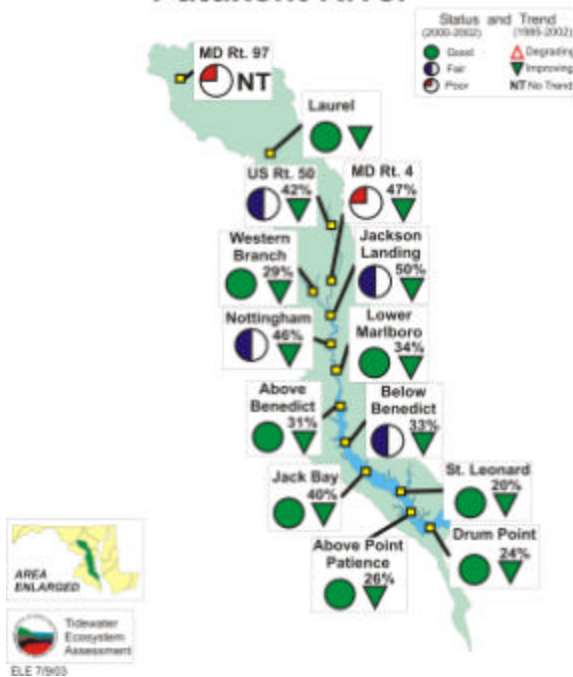 Patuxent River
Status and Trend
(2000-2002) (1985-2002)
Good Degrading
Fair Improving
Poor NT No Trend
MD Rt. 97
NT
Laurel
US Rt. 50
42%
MD Rt. 4
47%
Western
Branch
29%
Jackson
Landing
50%
Nottingham
46%
Lower
Marlboro
34%
Above
Benedict
31%
Below
Benedict
33%
Jack Bay
40%
St. Leonard
20%
Above Point
Patience
26%
Drum Point
24%
AREA
ENLARGED
Tidewater
Ecosystem
Assessment
ELE 7/9/03